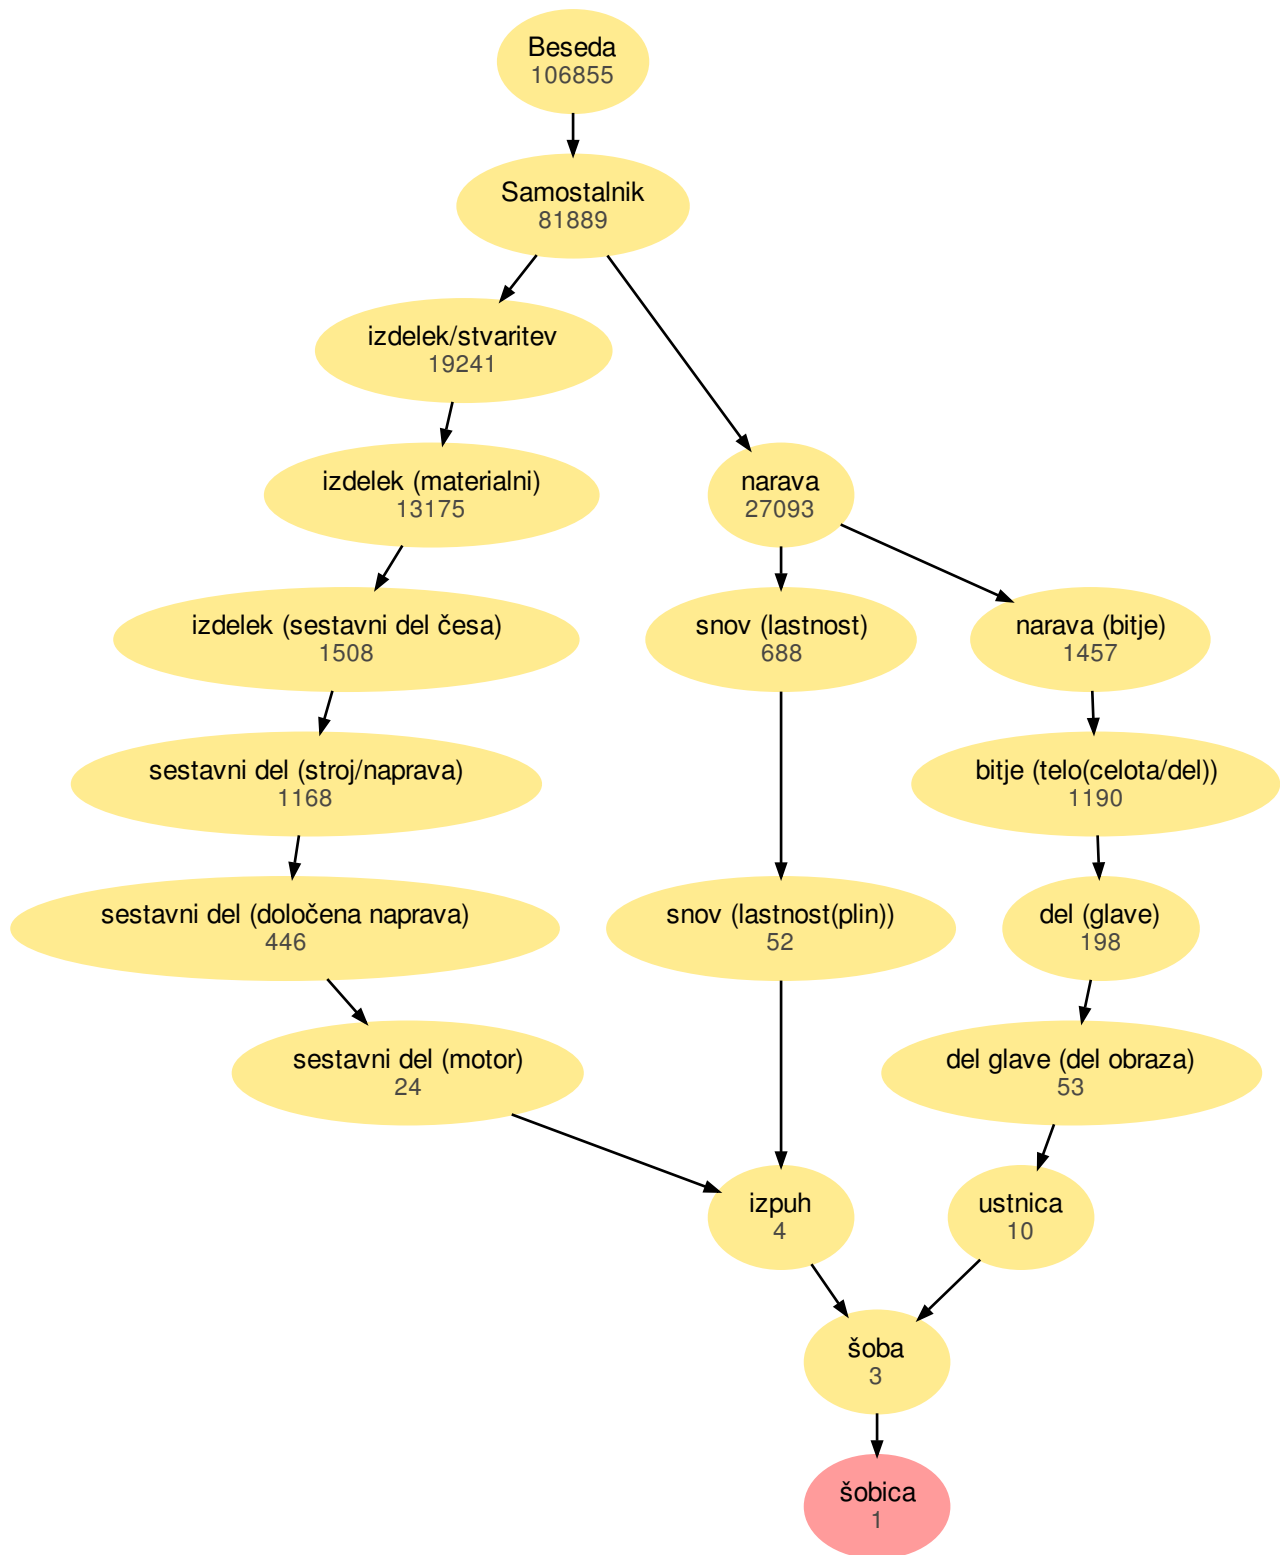 Beseda
106855
Samostalnik
81889
izdelek/stvaritev
19241
izdelek (materialni)
13175
narava
27093
izdelek (sestavni del česa)
1508
snov (lastnost)
688
narava (bitje)
1457
sestavni del (stroj/naprava)
1168
bitje (telo(celota/del))
1190
sestavni del (določena naprava)
446
snov (lastnost(plin))
52
del (glave)
198
sestavni del (motor)
24
del glave (del obraza)
53
izpuh
4
ustnica
10
šoba
3
šobica
1